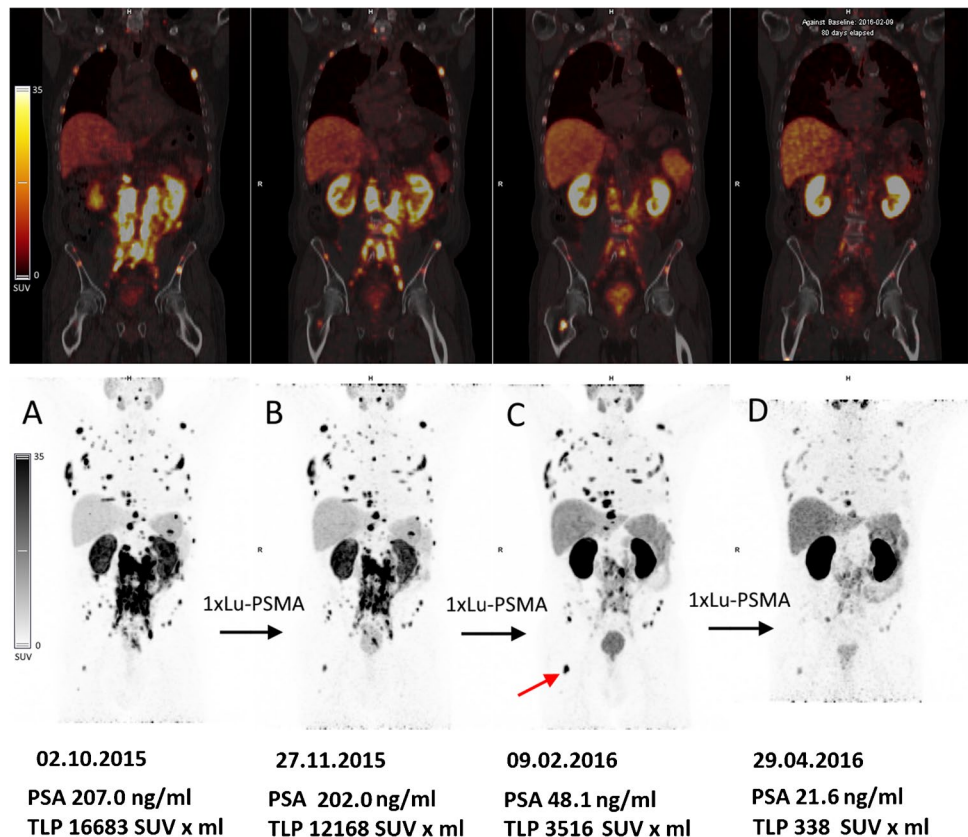 H
H
H
Against Baseline: 2016-02-09
80 days elapsed
35
0
SUV
R
R
R
H
H
H
A
B
C
D
35
0
SUV
R
R
1xLu-PSMA
1xLu-PSMA
1xLu-PSMA
02.10.2015
PSA 207.0 ng/ml
TLP 16683 SUV x ml
27.11.2015
PSA 202.0 ng/ml
TLP 12168 SUV x ml
09.02.2016
PSA 48.1 ng/ml
TLP 3516 SUV x ml
29.04.2016
PSA 21.6 ng/ml
TLP 338 SUV x ml